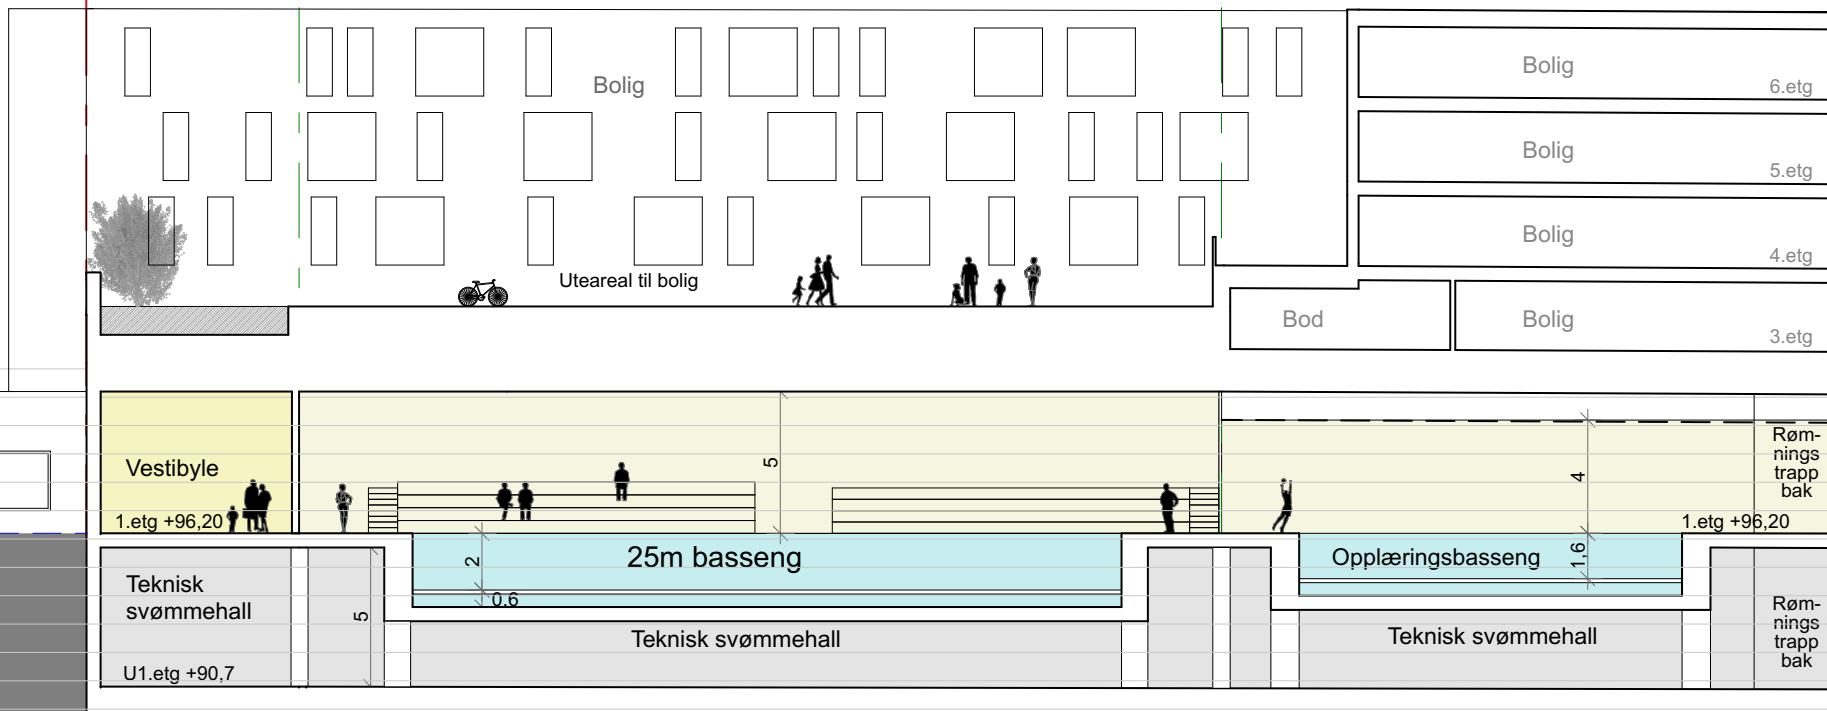 Bolig
Bolig
6.etg
Bolig
5.etg
Bolig
4.etg
Uteareal til bolig
Bod
Bolig
3.etg
Vestibyle
1.etg +96,20
5
4
Røm-
nings
trapp
bak
1.etg +96,20
25m basseng
2
0.6
Opplæringsbasseng
1,6
Teknisk
svømmehall
5
U1.etg +90,7
Teknisk svømmehall
Teknisk svømmehall
Røm-
nings
trapp
bak